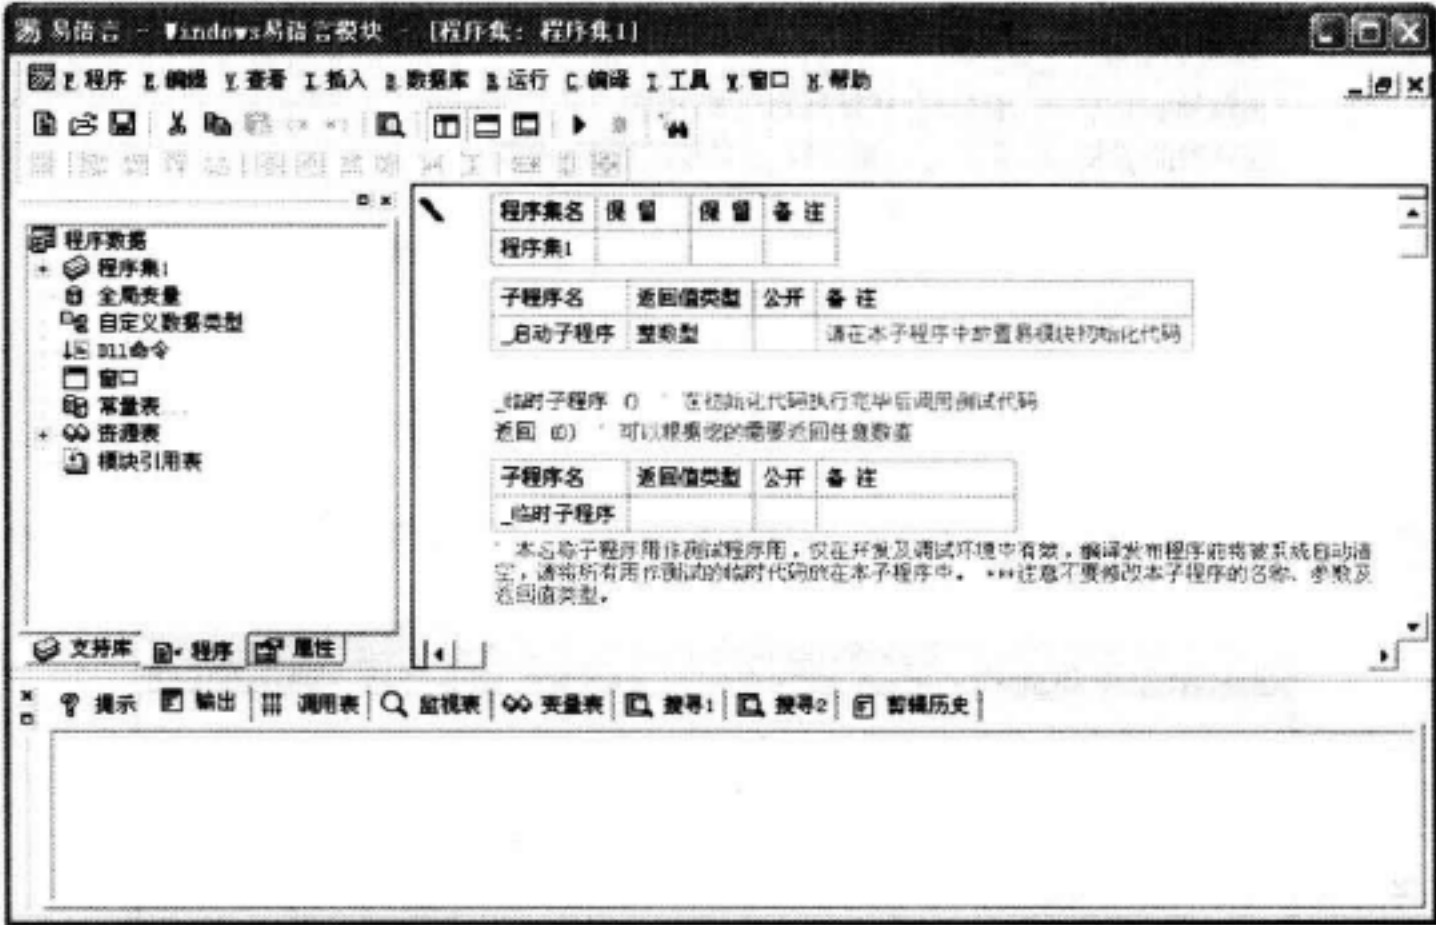 易语言 - Windows易语言模块 - [程序集: 程序集1]
F.程序 E.编辑 V.查看 I.插入 B.数据库 R.运行 C.编译 T.工具 W.窗口 H.帮助
程序集名 保 留 保 留 备 注
程序集1
子程序名 返回值类型 公开 备 注
_启动子程序 整数型 请在本子程序中放置易模块初始化代码
_临时子程序 () ' 在初始化代码执行完毕后调用测试代码
返回 (0) ' 可以根据您的需要返回任意数值
子程序名 返回值类型 公开 备 注
_临时子程序
' 本名称子程序用作测试程序用，仅在开发及调试环境中有效，编译发布程序前将被系统自动清
空，请将所有用作测试的临时代码放在本子程序中。 ***注意不要修改本子程序的名称、参数及
返回值类型。
程序数据
程序集1
全局变量
自定义数据类型
Dll命令
窗口
常量表...
资源表
模块引用表
支持库 程序 属性
提示 输出 调用表 监视表 变量表 搜寻1 搜寻2 剪辑历史